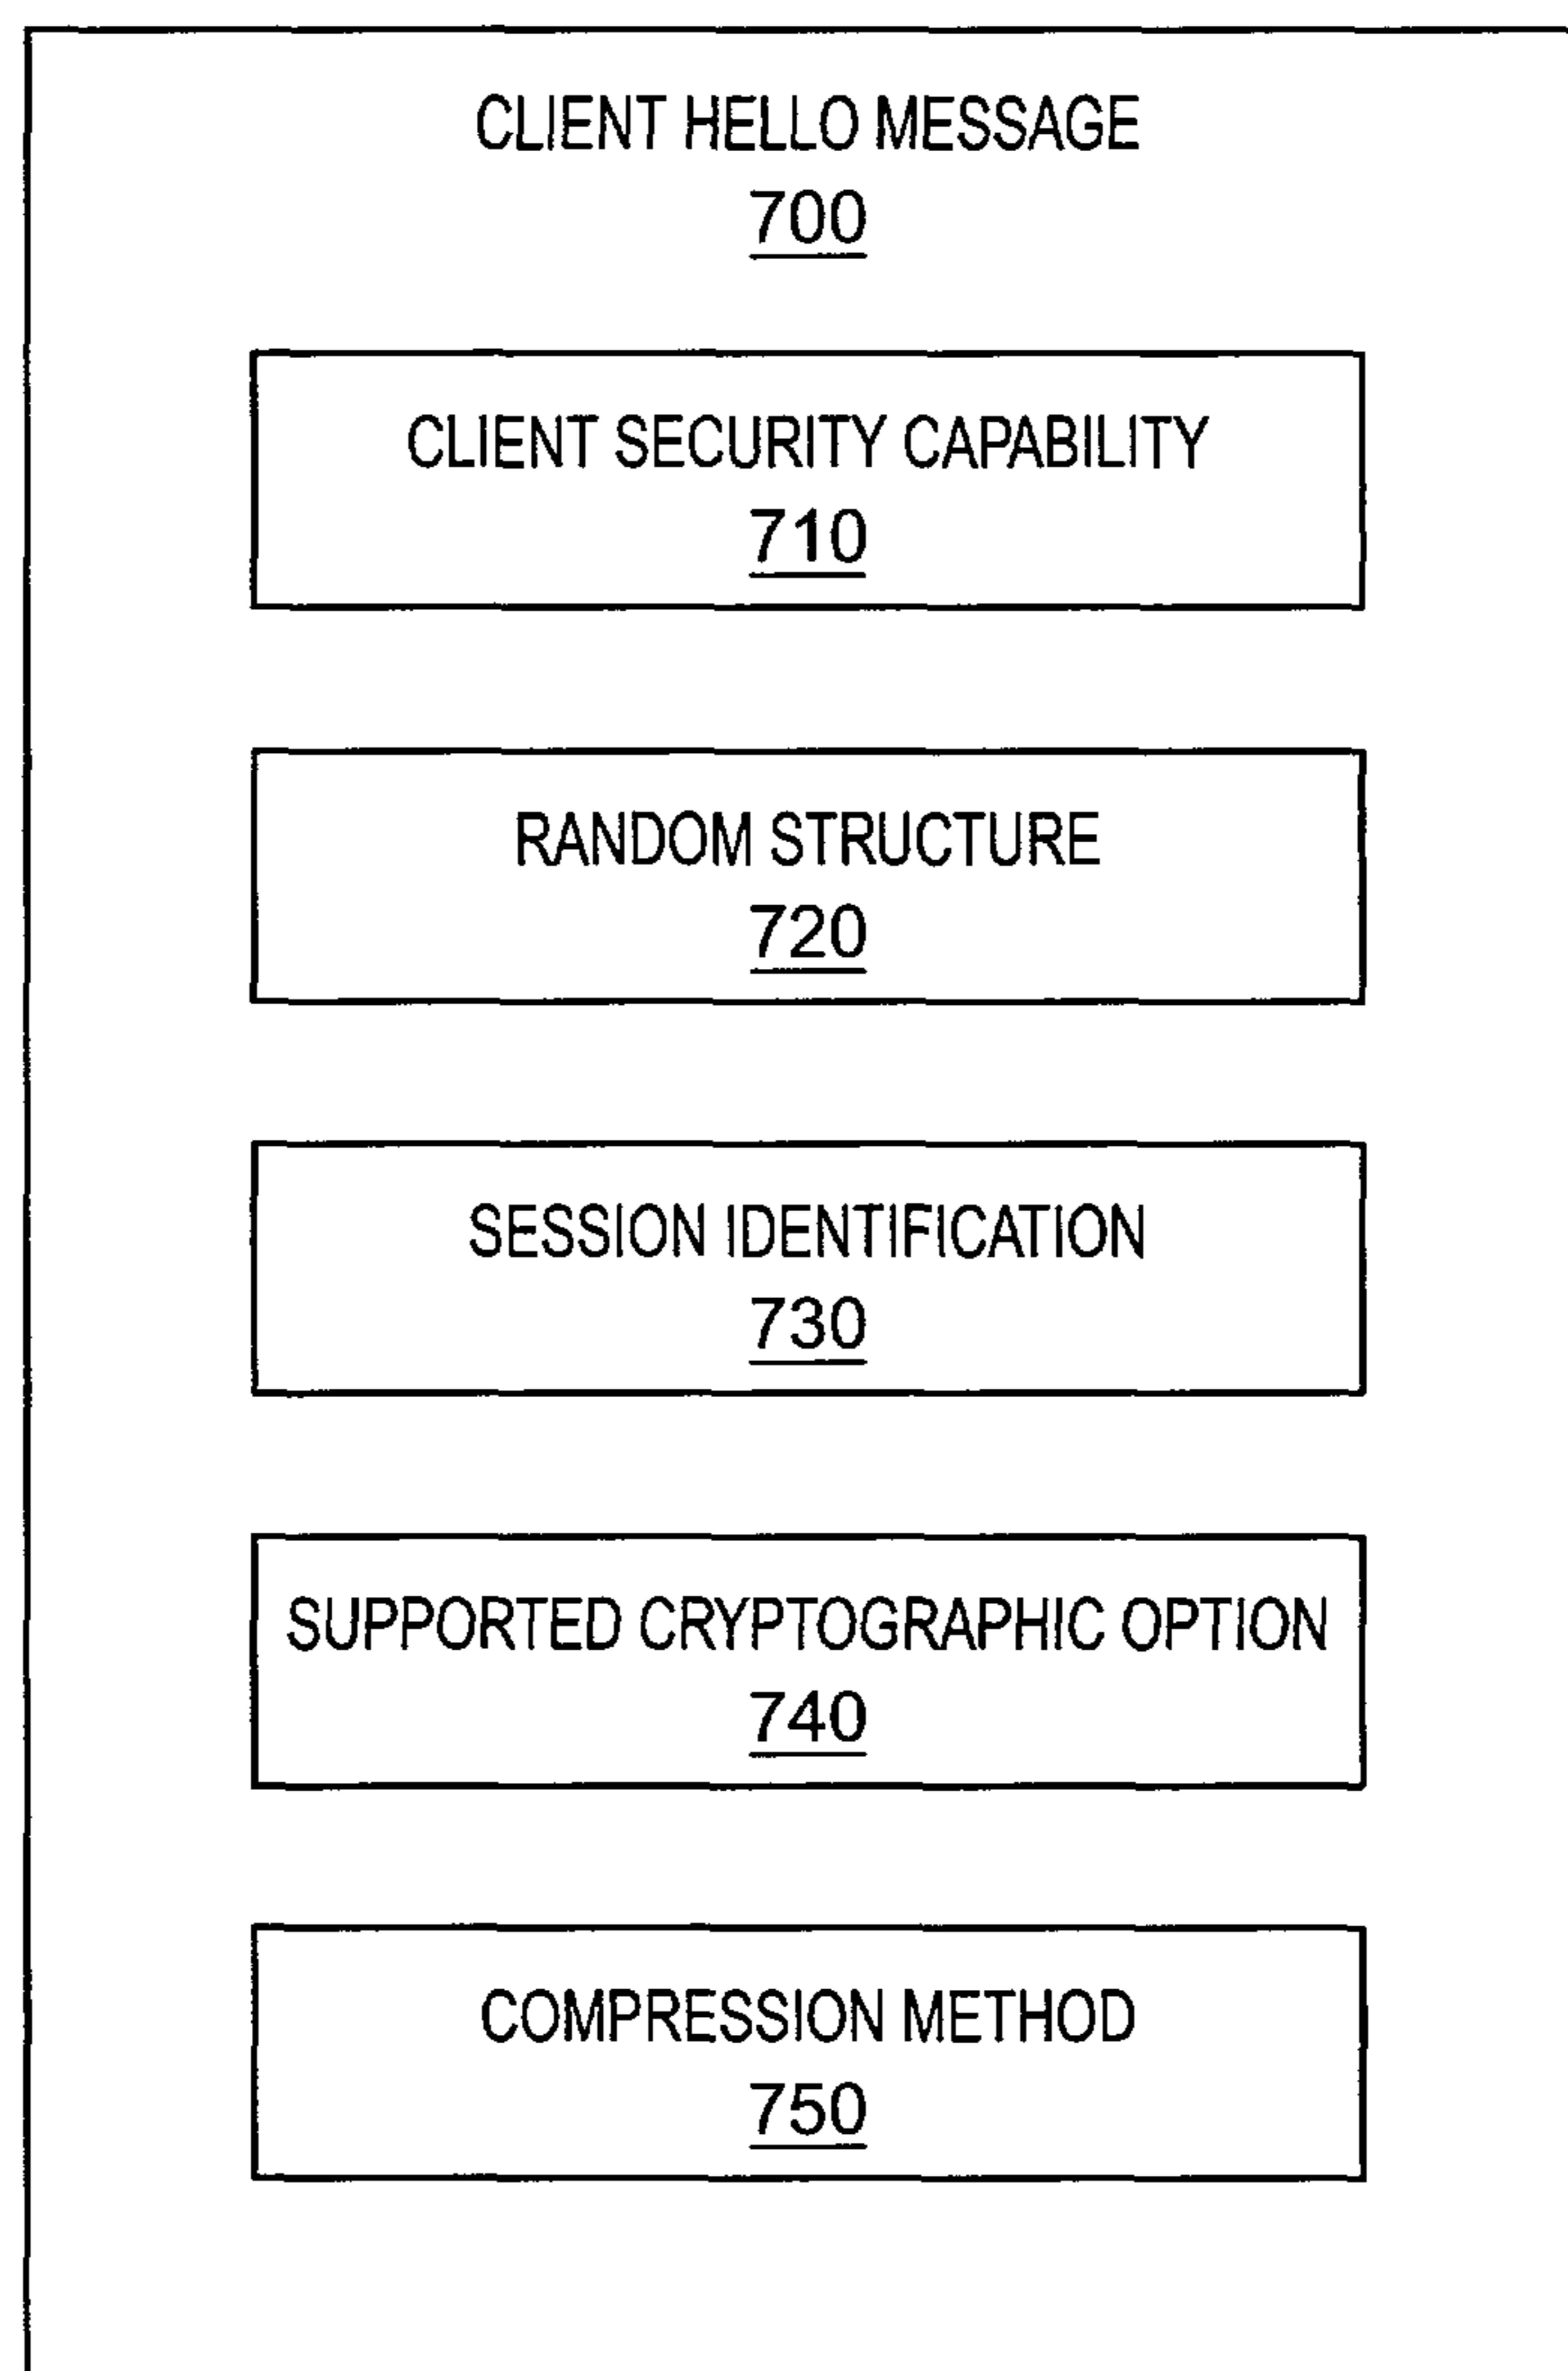 CLIENT HELLO MESSAGE
700
CLIENT SECURITY CAPABILITY
710
RANDOM STRUCTURE
720
SESSION IDENTIFICATION
730
SUPPORTED CRYPTOGRAPHIC OPTION
740
COMPRESSION METHOD
750